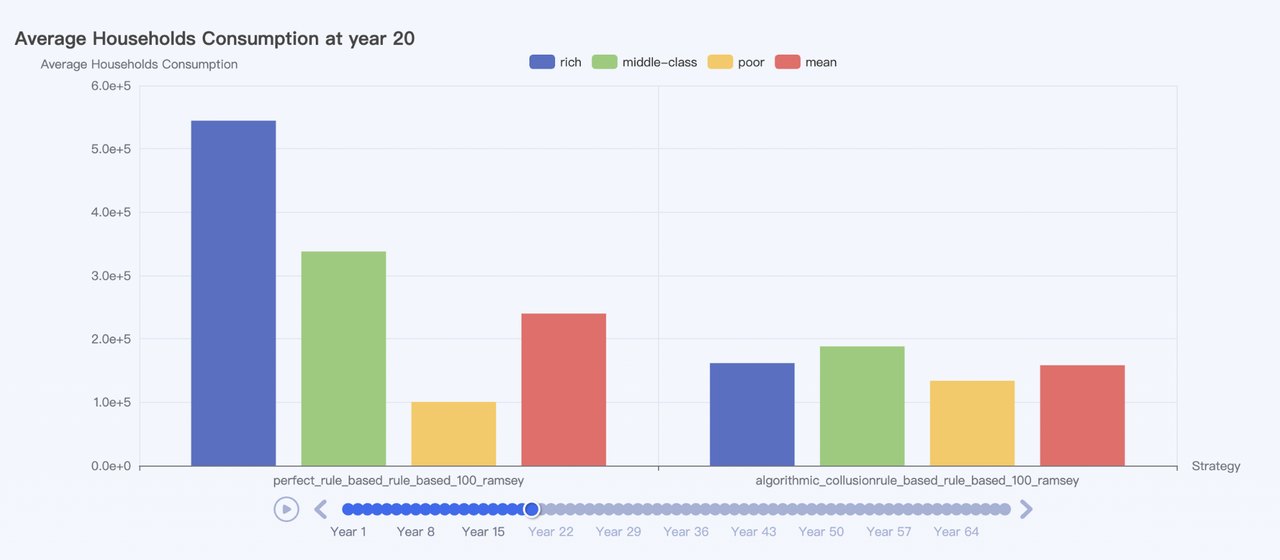 Average Households Consumption at year 20
Average Households Consumption
rich middle-class poor mean
6.0e+5
5.0e+5
4.0e+5
3.0e+5
2.0e+5
1.0e+5
0.0e+0
perfect_rule_based_rule_based_100_ramsey algorithmic_collusionrule_based_rule_based_100_ramsey
Strategy
Year 1 Year 8 Year 15 Year 22 Year 29 Year 36 Year 43 Year 50 Year 57 Year 64